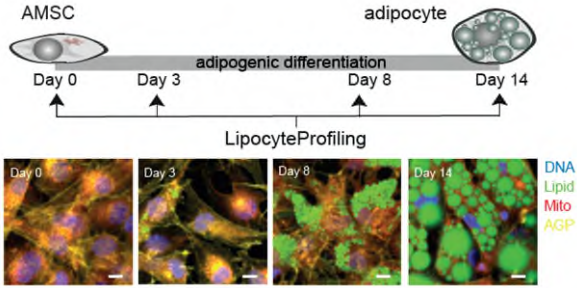 AMSC
adipocyte
adipogenic differentiation
Day 0 Day 3 Day 8 Day 14
LipocyteProfiling
Day 0 Day 3 Day 8 Day 14
DNA
Lipid
Mito
AGP